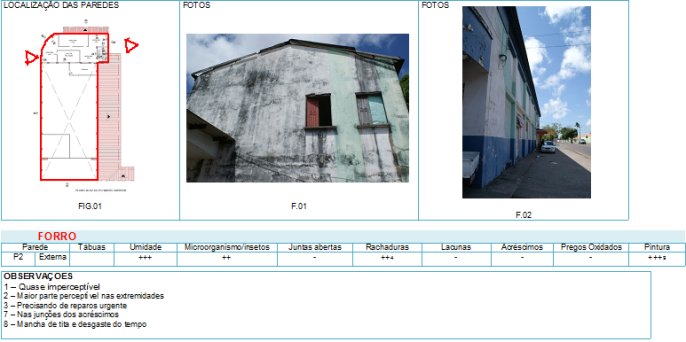 LOCALIZAÇÃO DAS PAREDES
FOTOS
FOTOS
FIG.01
F.01
F.02
FORRO
Parede Tábuas Umidade Microorganismo/insetos Juntas abertas Rachaduras Lacunas Acréscimos Pregos Oxidados Pintura
P2 Externa +++ ++ - ++4 - - - +++8
OBSERVAÇOES
1 – Quase imperceptível
2 – Maior parte perceptível nas extremidades
3 – Precisando de reparos urgente
7 – Nas junções dos acréscimos
8 – Mancha de tita e desgaste do tempo